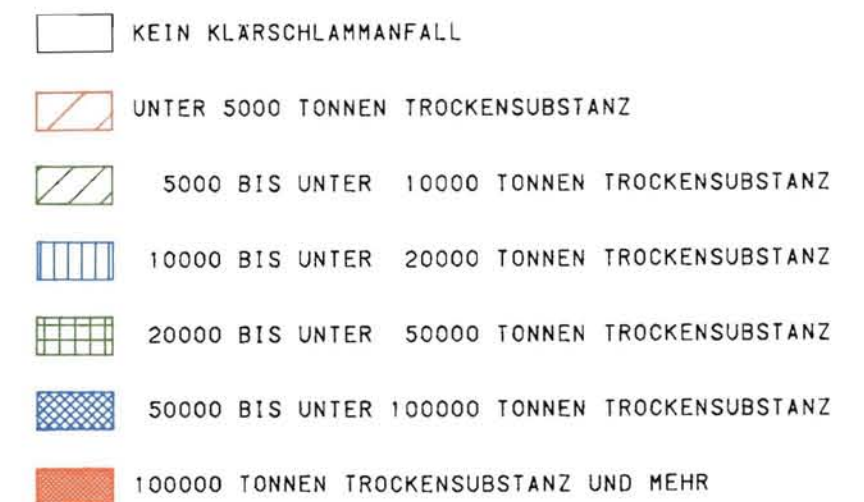 KEIN KLÄRSCHLAMMANFALL
UNTER 5000 TONNEN TROCKENSUBSTANZ
5000 BIS UNTER 10000 TONNEN TROCKENSUBSTANZ
10000 BIS UNTER 20000 TONNEN TROCKENSUBSTANZ
20000 BIS UNTER 50000 TONNEN TROCKENSUBSTANZ
50000 BIS UNTER 100000 TONNEN TROCKENSUBSTANZ
100000 TONNEN TROCKENSUBSTANZ UND MEHR